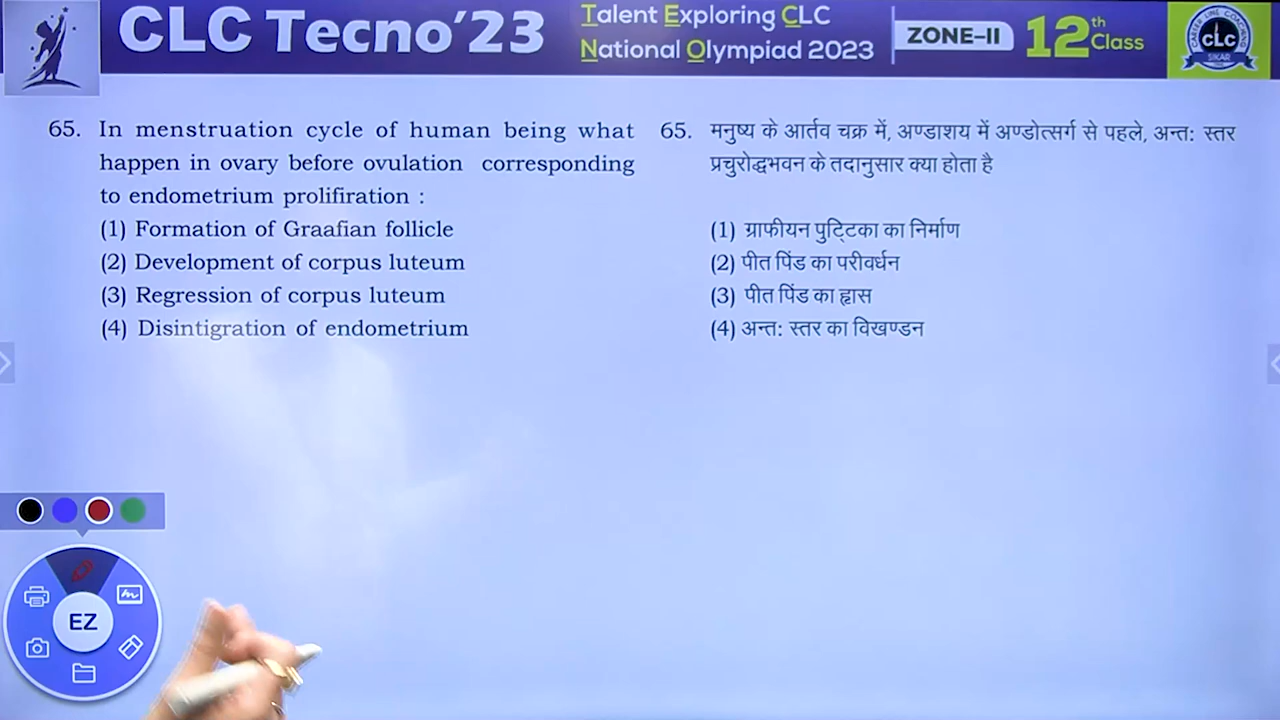 CLC Tecno'23
Talent Exploring CLC
National Olympiad 2023
ZONE-II
12th Class
CAREER LINE COACHING
CLC
SIKAR
65. In menstruation cycle of human being what
happen in ovary before ovulation corresponding
to endometrium prolifiration :
(1) Formation of Graafian follicle
(2) Development of corpus luteum
(3) Regression of corpus luteum
(4) Disintigration of endometrium
65. मनुष्य के आर्तव चक्र में, अण्डाशय में अण्डोत्सर्ग से पहले, अन्त: स्तर
प्रचुरोद्धभवन के तदानुसार क्या होता है
(1) ग्राफीयन पुट्टिका का निर्माण
(2) पीत पिंड का परीवर्धन
(3) पीत पिंड का ह्रास
(4) अन्त: स्तर का विखण्डन
EZ